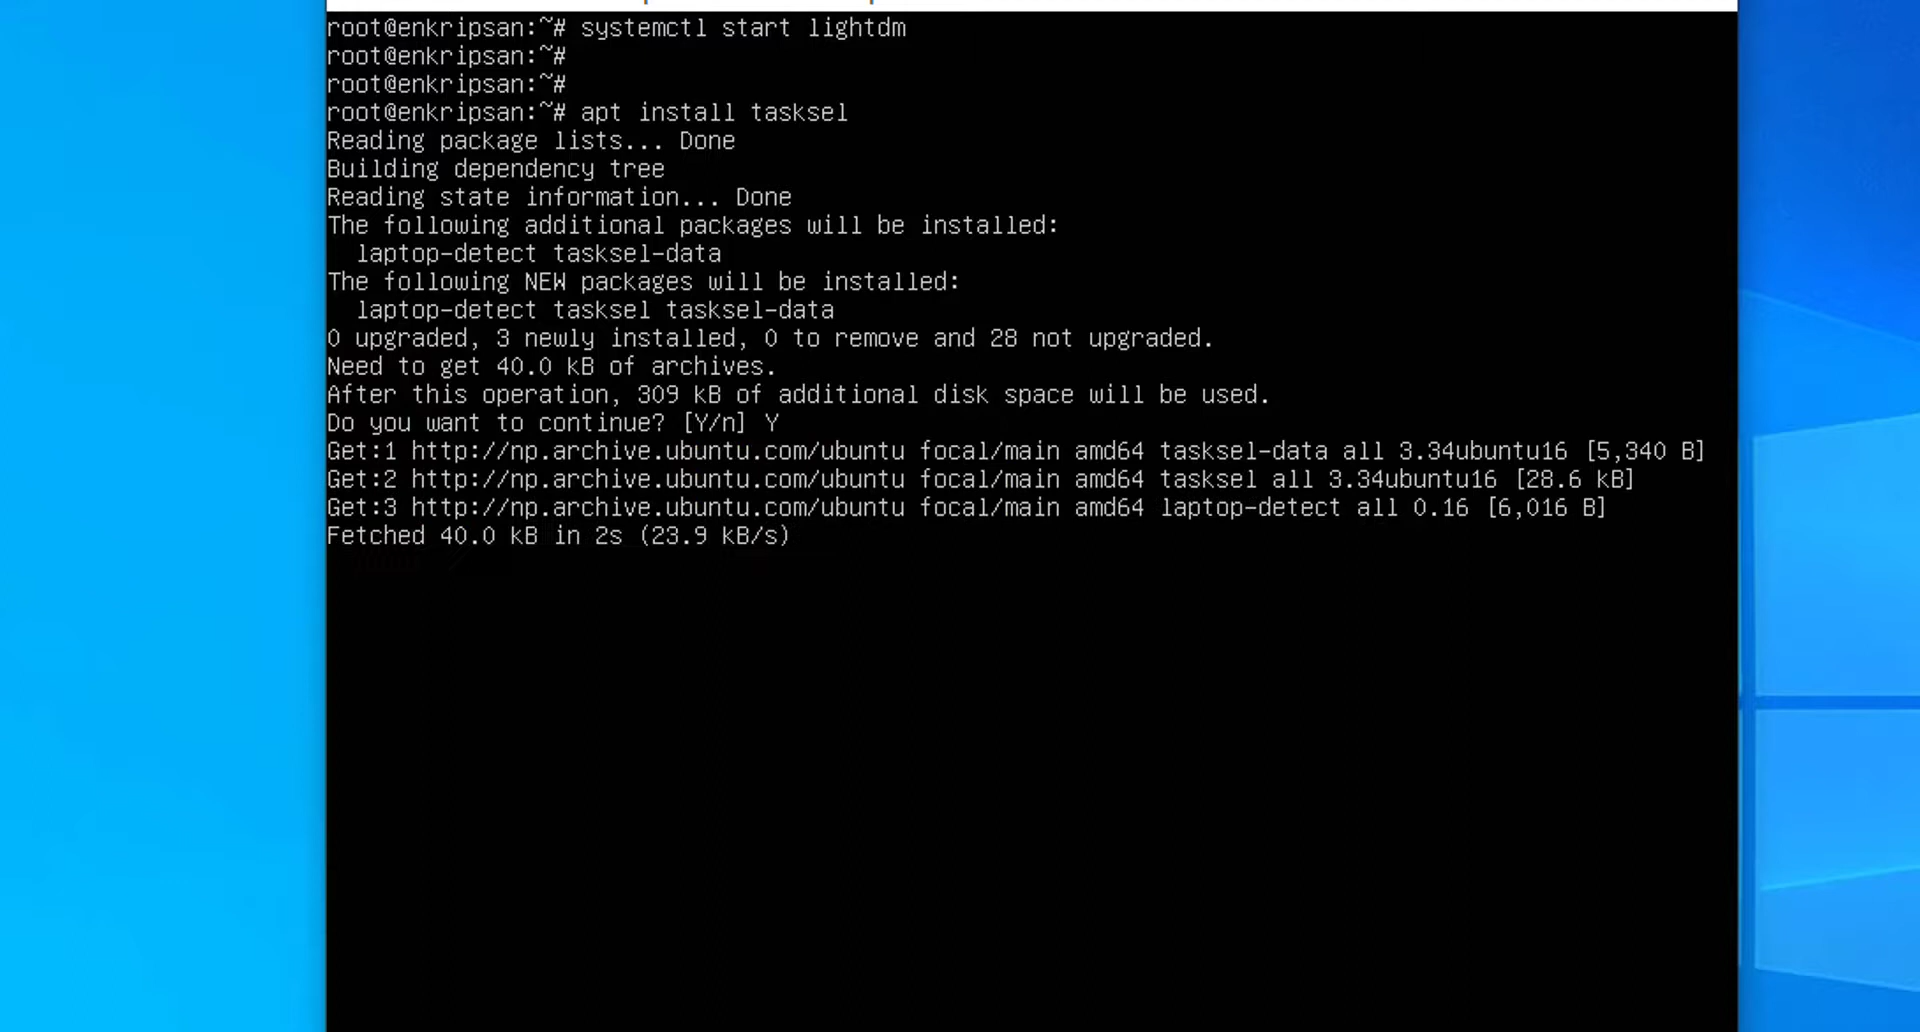 root@enkripsan:~# systemctl start lightdm
root@enkripsan:~#
root@enkripsan:~#
root@enkripsan:~# apt install tasksel
Reading package lists... Done
Building dependency tree
Reading state information... Done
The following additional packages will be installed:
  laptop-detect tasksel-data
The following NEW packages will be installed:
  laptop-detect tasksel tasksel-data
0 upgraded, 3 newly installed, 0 to remove and 28 not upgraded.
Need to get 40.0 kB of archives.
After this operation, 309 kB of additional disk space will be used.
Do you want to continue? [Y/n] Y
Get:1 http://np.archive.ubuntu.com/ubuntu focal/main amd64 tasksel-data all 3.34ubuntu16 [5,340 B]
Get:2 http://np.archive.ubuntu.com/ubuntu focal/main amd64 tasksel all 3.34ubuntu16 [28.6 kB]
Get:3 http://np.archive.ubuntu.com/ubuntu focal/main amd64 laptop-detect all 0.16 [6,016 B]
Fetched 40.0 kB in 2s (23.9 kB/s)